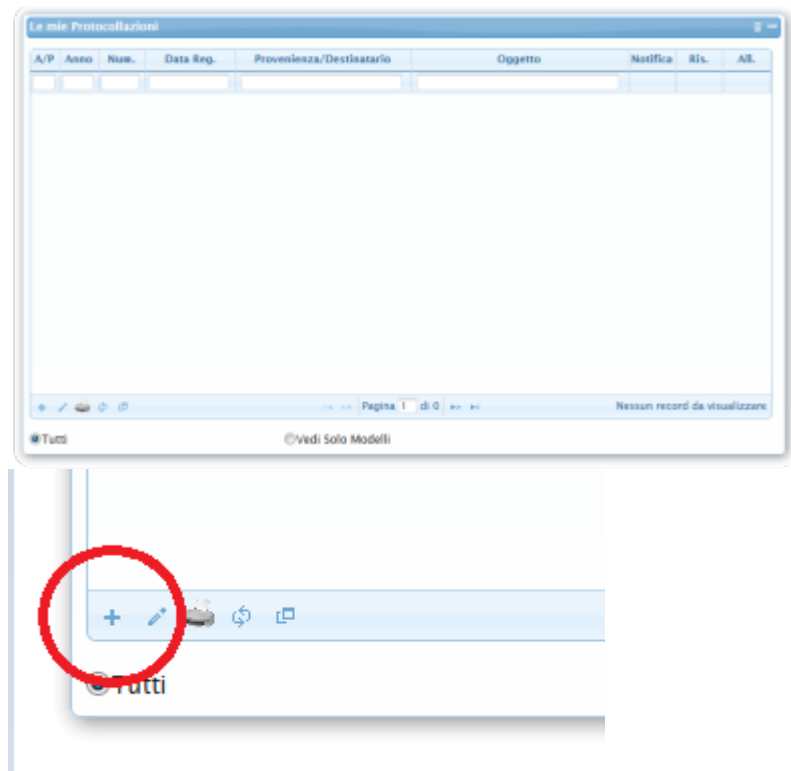 Le mie Protocollazioni
A/P Anno Num. Data Reg. Provenienza/Destinatario Oggetto Notifica Ris. All.
Pagina 1 di 0 Nessun record da visualizzare
Tutti Vedi Solo Modelli
Tutti